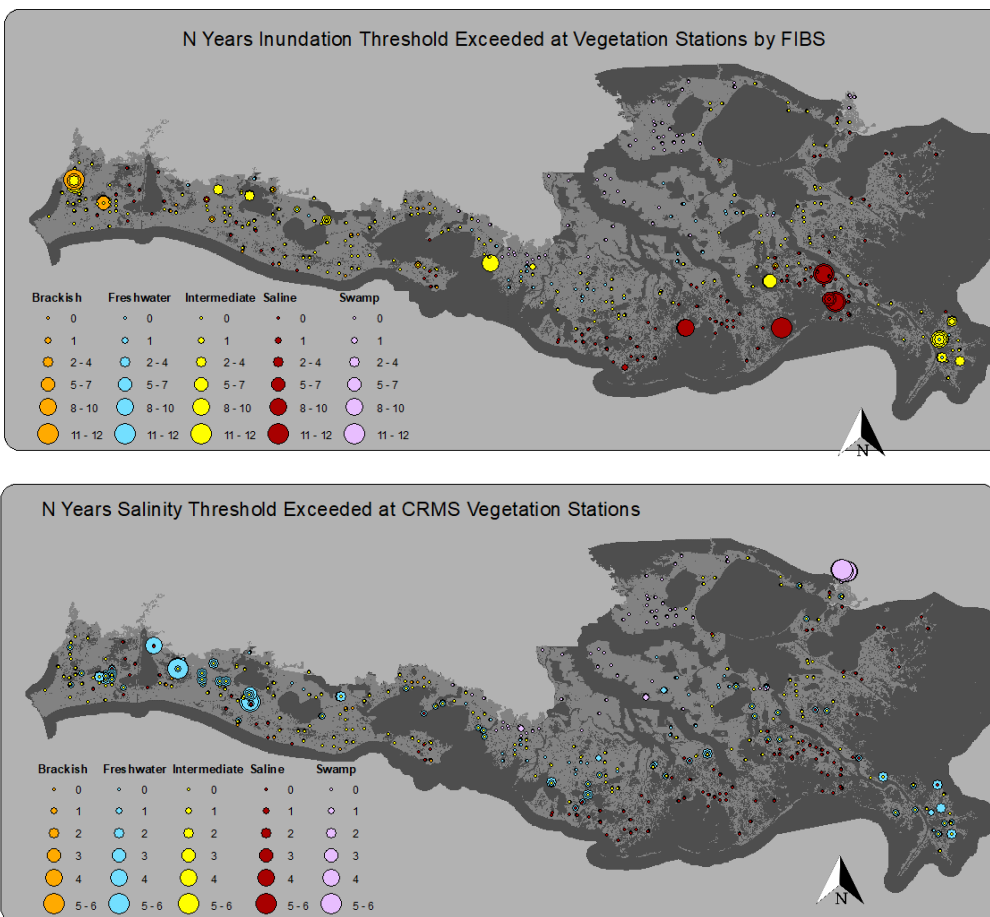 N Years Inundation Threshold Exceeded at Vegetation Stations by FIBS
Brackish Freshwater Intermediate Saline Swamp
0 0 0 0 0
1 1 1 1 1
2 - 4 2 - 4 2 - 4 2 - 4 2 - 4
5 - 7 5 - 7 5 - 7 5 - 7 5 - 7
8 - 10 8 - 10 8 - 10 8 - 10 8 - 10
11 - 12 11 - 12 11 - 12 11 - 12 11 - 12
N
N Years Salinity Threshold Exceeded at CRMS Vegetation Stations
Brackish Freshwater Intermediate Saline Swamp
0 0 0 0 0
1 1 1 1 1
2 2 2 2 2
3 3 3 3 3
4 4 4 4 4
5 - 6 5 - 6 5 - 6 5 - 6 5 - 6
N